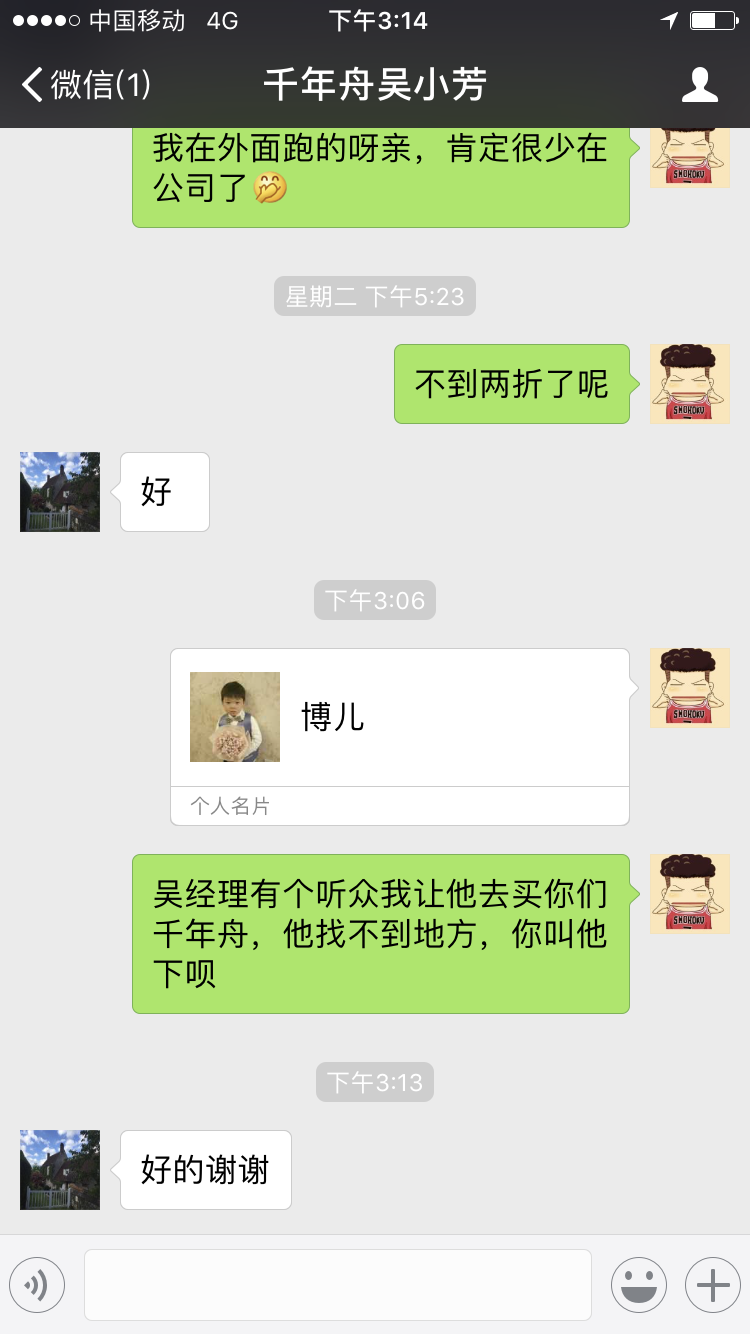 中国移动 4G 下午3:14
微信(1) 千年舟吴小芳
我在外面跑的呀亲，肯定很少在
公司了🤭
SHOHOKU
星期二 下午5:23
不到两折了呢
SHOHOKU
好
下午3:06
博儿
个人名片
SHOHOKU
吴经理有个听众我让他去买你们
千年舟，他找不到地方，你叫他
下呗
SHOHOKU
下午3:13
好的谢谢